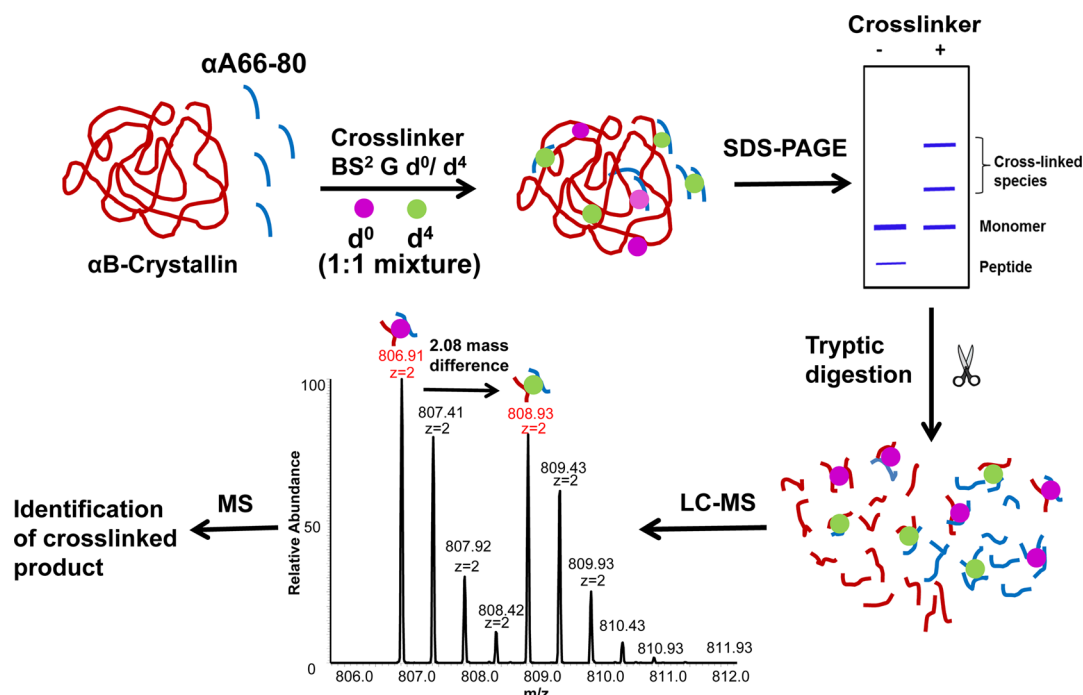 αA66-80
αB-Crystallin
Crosslinker
BS² G d⁰/ d⁴
d⁰ d⁴
(1:1 mixture)
SDS-PAGE
Crosslinker
- +
Cross-linked
species
Monomer
Peptide
Tryptic
digestion
LC-MS
2.08 mass
difference
806.91
z=2
807.41
z=2
807.92
z=2
808.42
z=2
808.93
z=2
809.43
z=2
809.93
z=2
810.43
810.93
811.93
100
50
0
Relative Abundance
806.0 807.0 808.0 809.0 810.0 811.0 812.0
m/z
MS
Identification
of crosslinked
product